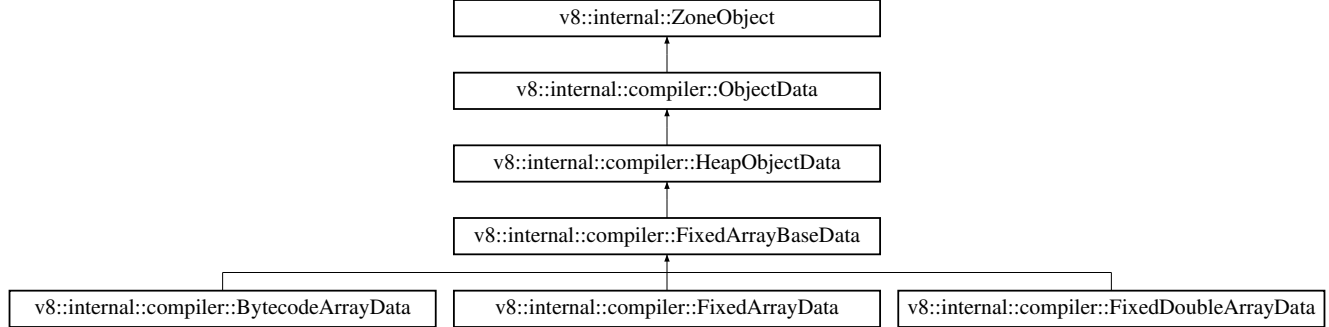 v8::internal::ZoneObject
v8::internal::compiler::ObjectData
v8::internal::compiler::HeapObjectData
v8::internal::compiler::FixedArrayBaseData
v8::internal::compiler::BytecodeArrayData
v8::internal::compiler::FixedArrayData
v8::internal::compiler::FixedDoubleArrayData